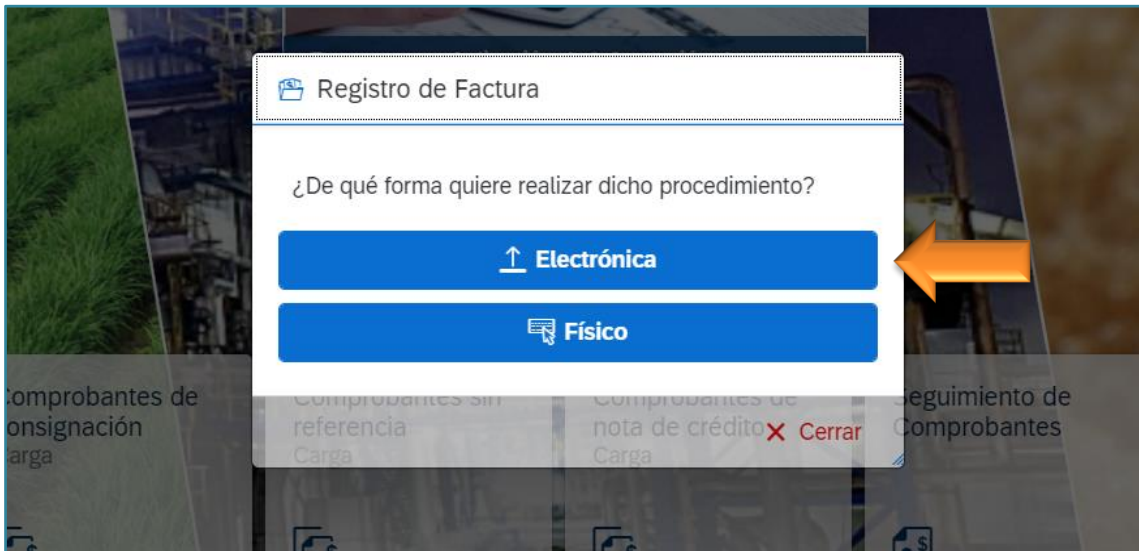 Registro de Factura
¿De qué forma quiere realizar dicho procedimiento?
Electrónica
Físico
Cerrar
Comprobantes de
consignación
Carga
Comprobantes sin
referencia
Carga
Comprobantes de
nota de crédito
Carga
Seguimiento de
Comprobantes